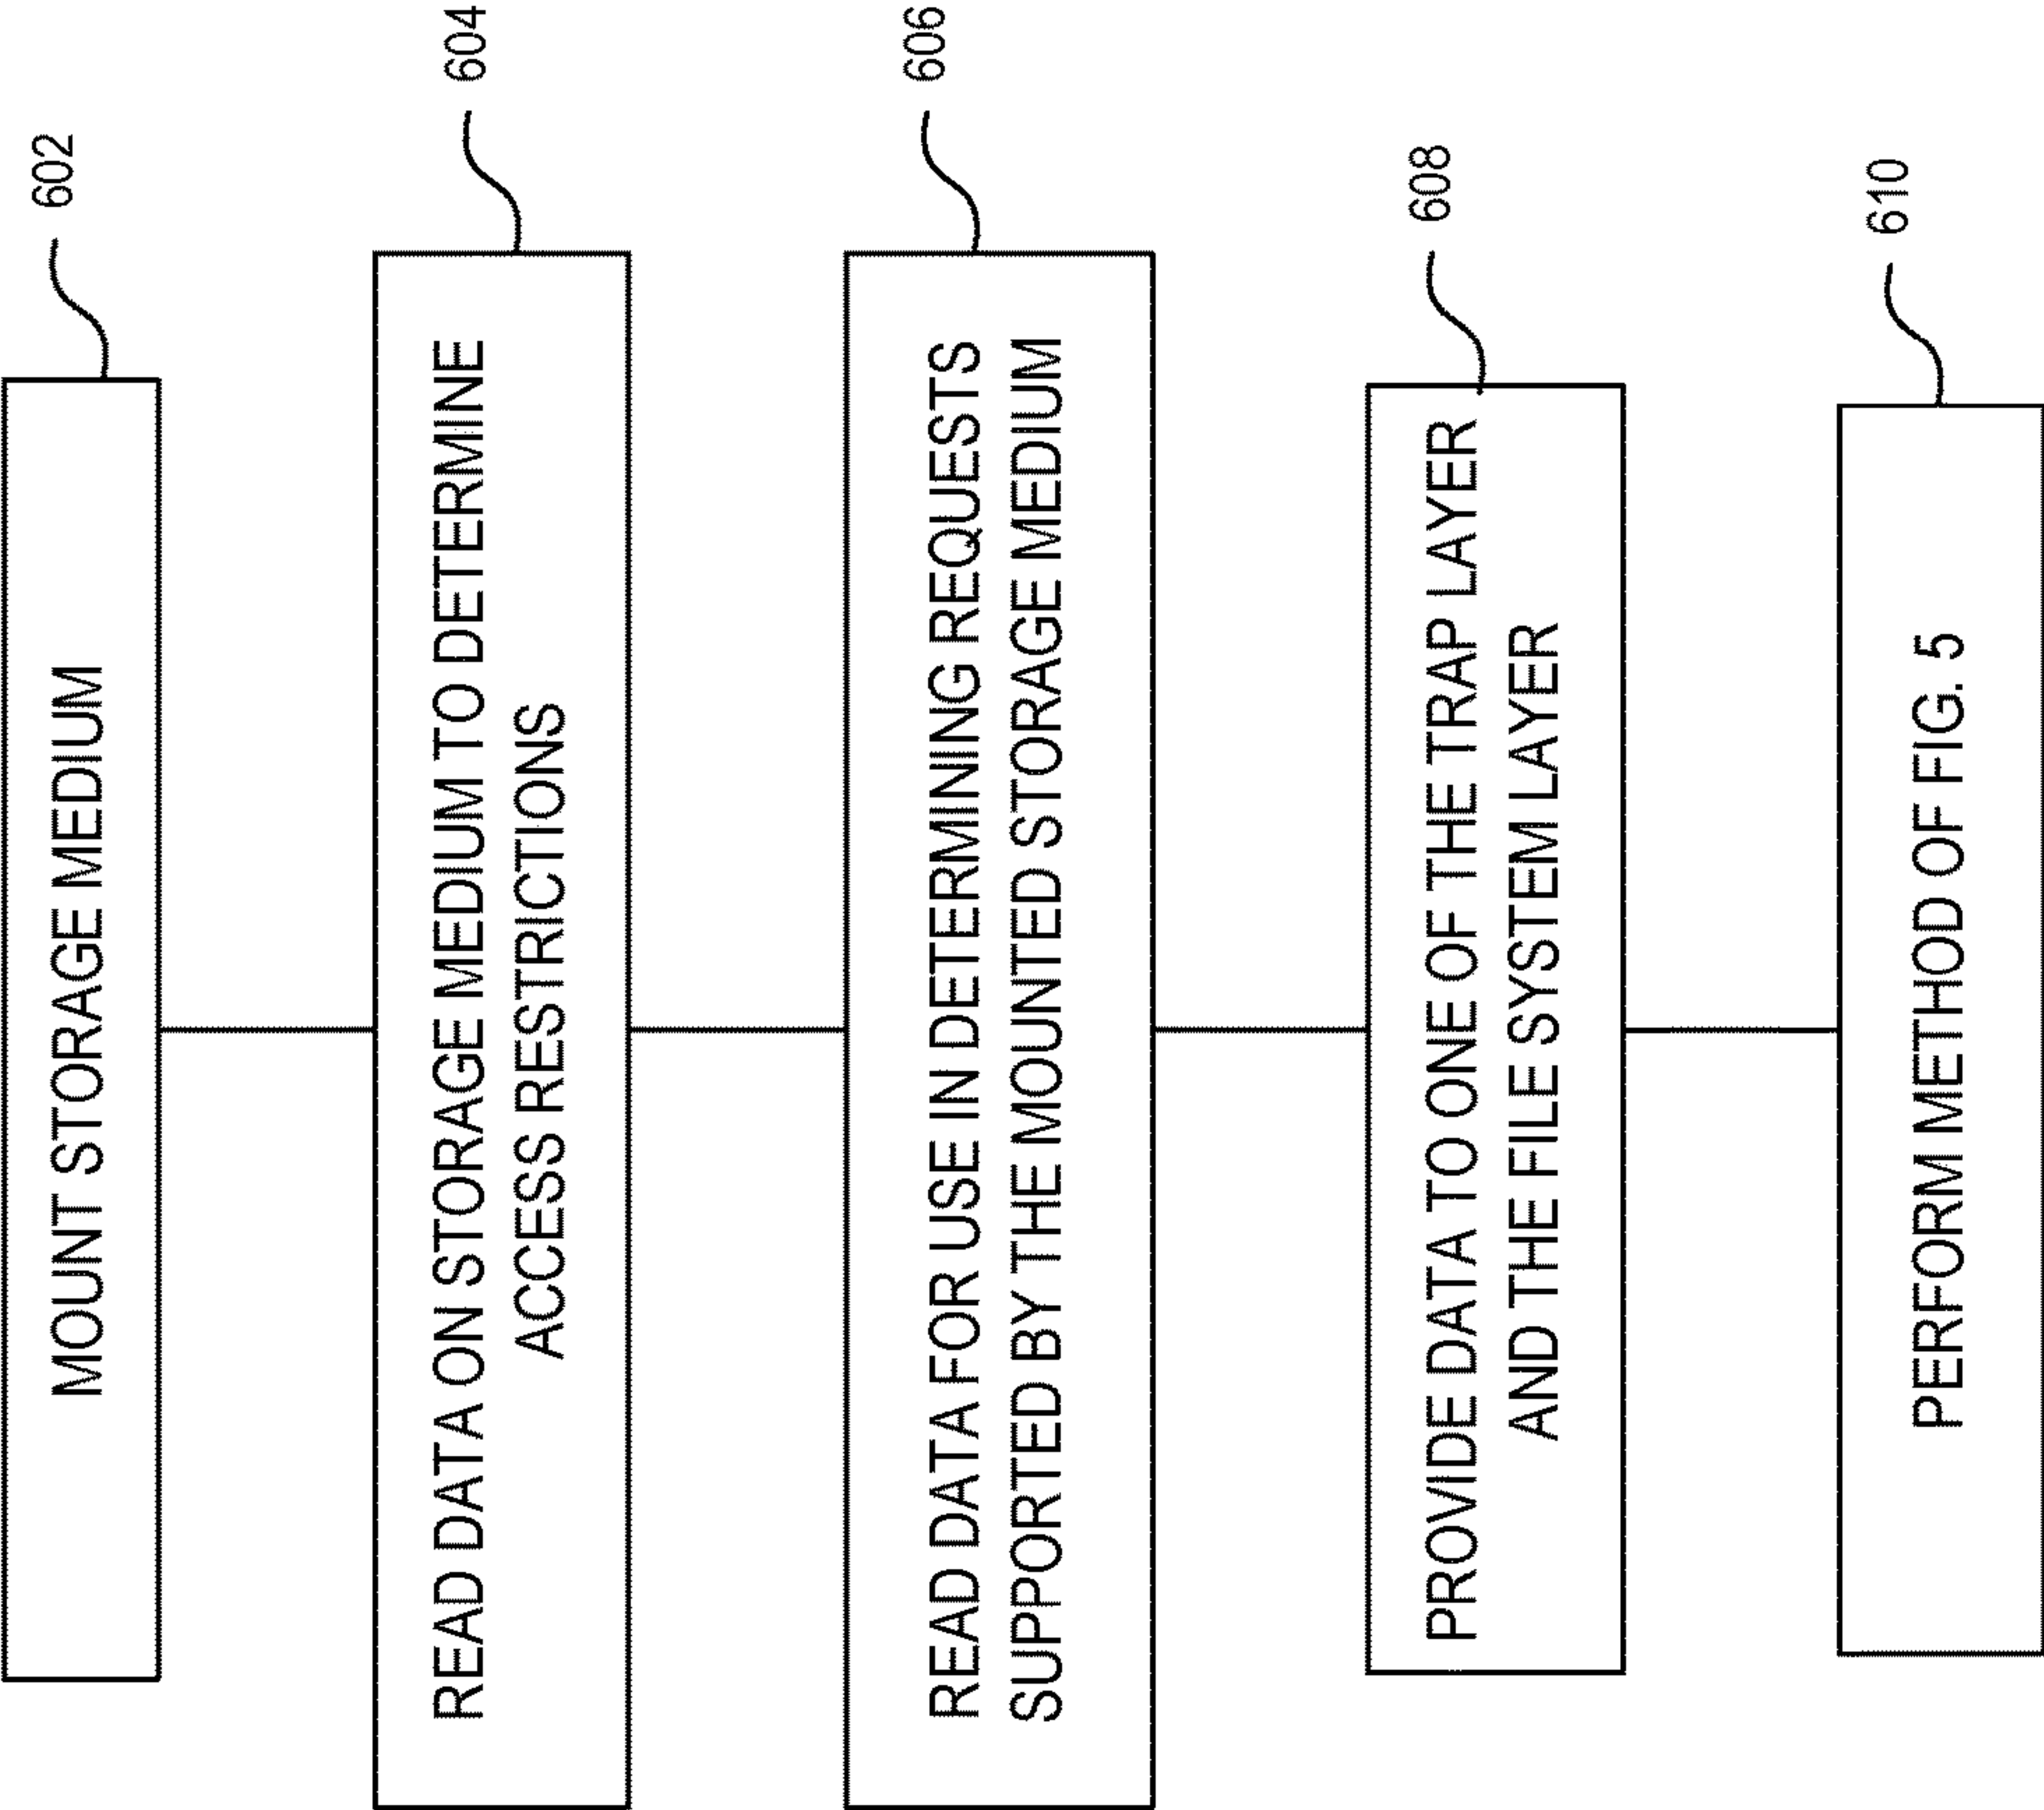 MOUNT STORAGE MEDIUM
602
READ DATA ON STORAGE MEDIUM TO DETERMINE
ACCESS RESTRICTIONS
604
READ DATA FOR USE IN DETERMINING REQUESTS
SUPPORTED BY THE MOUNTED STORAGE MEDIUM
606
PROVIDE DATA TO ONE OF THE TRAP LAYER
AND THE FILE SYSTEM LAYER
608
PERFORM METHOD OF FIG. 5
610